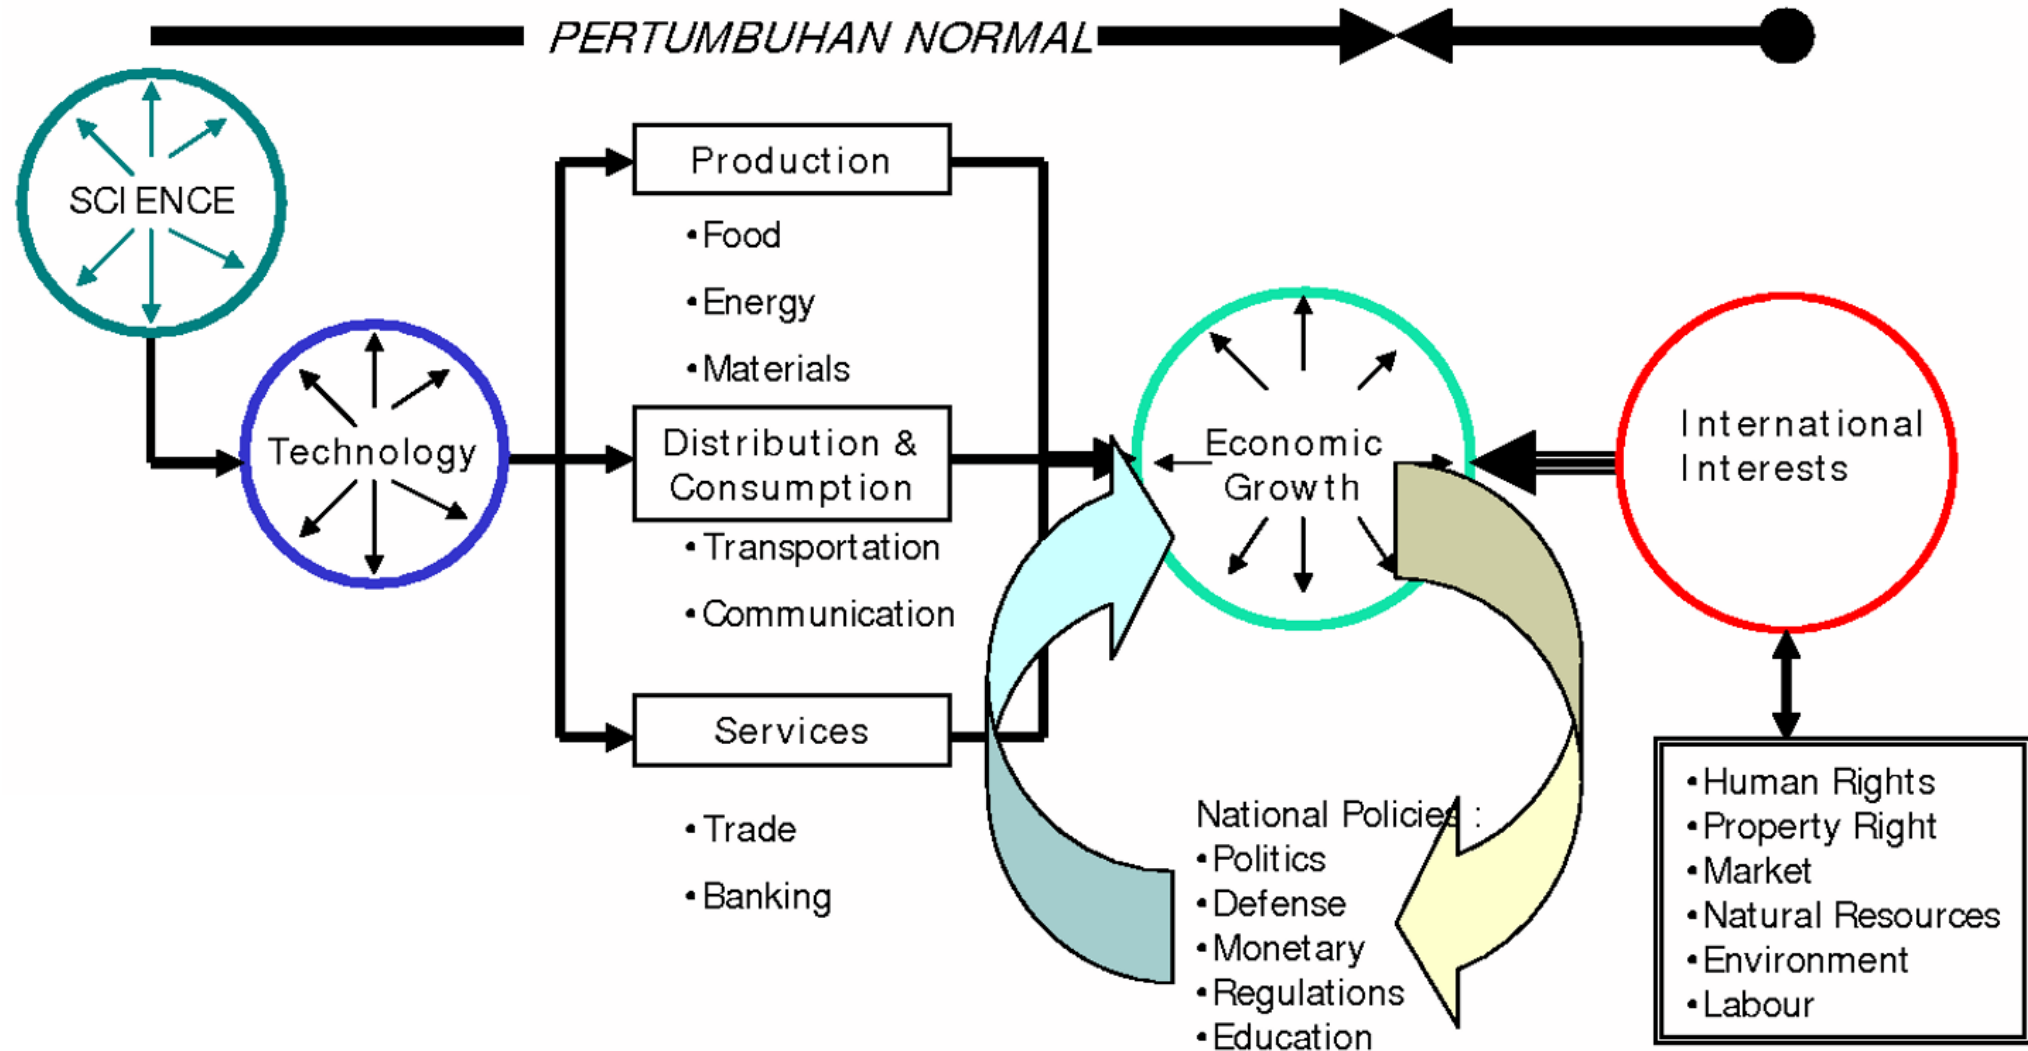 PERTUMBUHAN NORMAL
SCIENCE
Technology
Production
•Food
•Energy
•Materials
Distribution &
Consumption
•Transportation
•Communication
Services
•Trade
•Banking
Economic
Growth
National Policies :
•Politics
•Defense
•Monetary
•Regulations
•Education
International
Interests
•Human Rights
•Property Right
•Market
•Natural Resources
•Environment
•Labour